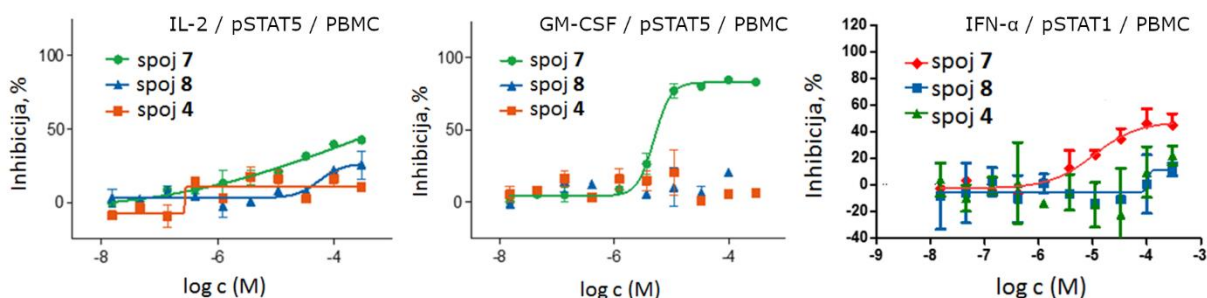 IL-2 / pSTAT5 / PBMC
120
100
50
0
Inhibicija, %
spoj 7
spoj 8
spoj 4
-8
-6
-4
log c (M)
GM-CSF / pSTAT5 / PBMC
120
100
50
0
Inhibicija, %
spoj 7
spoj 8
spoj 4
-8
-6
-4
log c (M)
IFN-α / pSTAT1 / PBMC
120
100
80
60
40
20
0
-20
-40
Inhibicija, %
spoj 7
spoj 8
spoj 4
-9
-8
-7
-6
-5
-4
-3
log c (M)